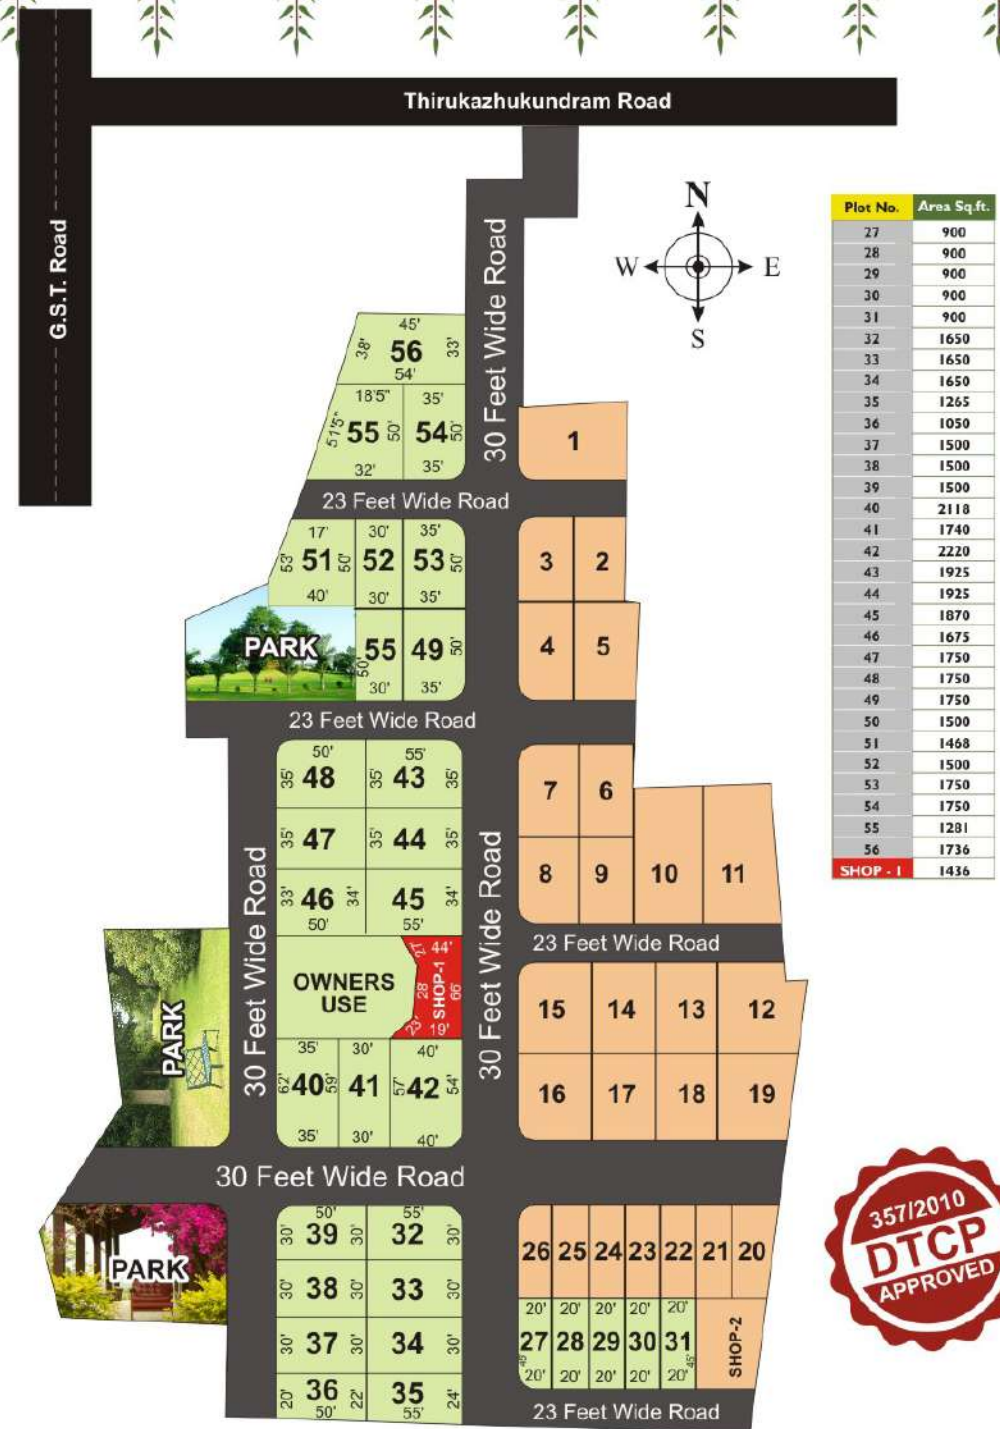 Thirukazhukundram Road
G.S.T. Road
N
W E
S
30 Feet Wide Road
Plot No. Area Sq.ft.
27 900
28 900
29 900
30 900
31 900
32 1650
33 1650
34 1650
35 1265
36 1050
37 1500
38 1500
39 1500
40 2118
41 1740
42 2220
43 1925
44 1925
45 1870
46 1675
47 1750
48 1750
49 1750
50 1500
51 1468
52 1500
53 1750
54 1750
55 1281
56 1736
SHOP - 1 1436
45'
38' 56 33'
54'
18'5" 35'
51'5" 55 50' 54 50'
32' 35'
1
23 Feet Wide Road
17' 30' 35'
53' 51 50' 52 53 50'
40' 30' 35'
3 2
PARK
55 49 50'
50'
30' 35'
4 5
23 Feet Wide Road
50' 55'
35' 48 35' 43 35'
7 6
35' 47 35' 44 35'
33' 46 34' 45 34'
50' 55'
8 9 10 11
30 Feet Wide Road
30 Feet Wide Road
23 Feet Wide Road
OWNERS
USE
27' 44'
28 SHOP-1 66
23' 19'
PARK
15 14 13 12
35' 30' 40'
62' 40 59' 41 57' 42 54'
35' 30' 40'
16 17 18 19
30 Feet Wide Road
PARK
50' 55'
30' 39 30' 32 30'
30' 38 30' 33 30'
30' 37 30' 34 30'
20' 36 22' 35 24'
50' 55'
26 25 24 23 22 21 20
20' 20' 20' 20' 20'
27 28 29 30 31
45' 45'
20' 20' 20' 20' 20'
SHOP-2
23 Feet Wide Road
357/2010
DTCP
APPROVED